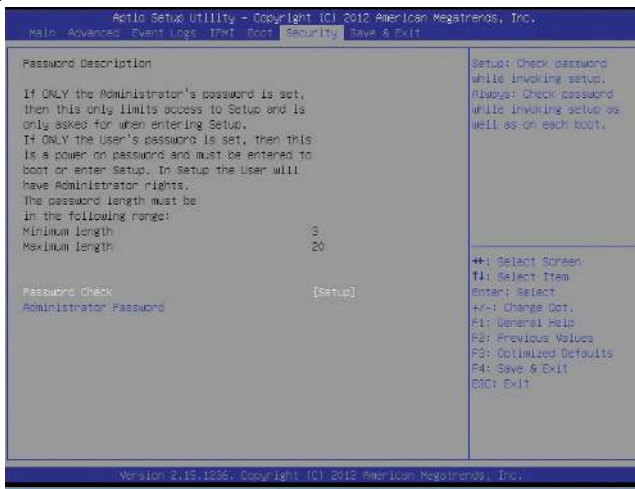 Aptio Setup Utility - Copyright (C) 2012 American Megatrends, Inc.
Main Advanced Event Logs IPMI Boot Security Save & Exit
Password Description
If ONLY the Administrator's password is set,
then this only limits access to Setup and is
only asked for when entering Setup.
If ONLY the User's password is set, then this
is a power on password and must be entered to
boot or enter Setup. In Setup the User will
have Administrator rights.
The password length must be
in the following range:
Minimum length 3
Maximum length 20
Password Check [Setup]
Administrator Password
Setup: Check password
while invoking setup.
Always: Check password
while invoking setup as
well as on each boot.
→←: Select Screen
↑↓: Select Item
Enter: Select
+/-: Change Opt.
F1: General Help
F2: Previous Values
F3: Optimized Defaults
F4: Save & Exit
ESC: Exit
Version 2.15.1236. Copyright (C) 2012 American Megatrends, Inc.